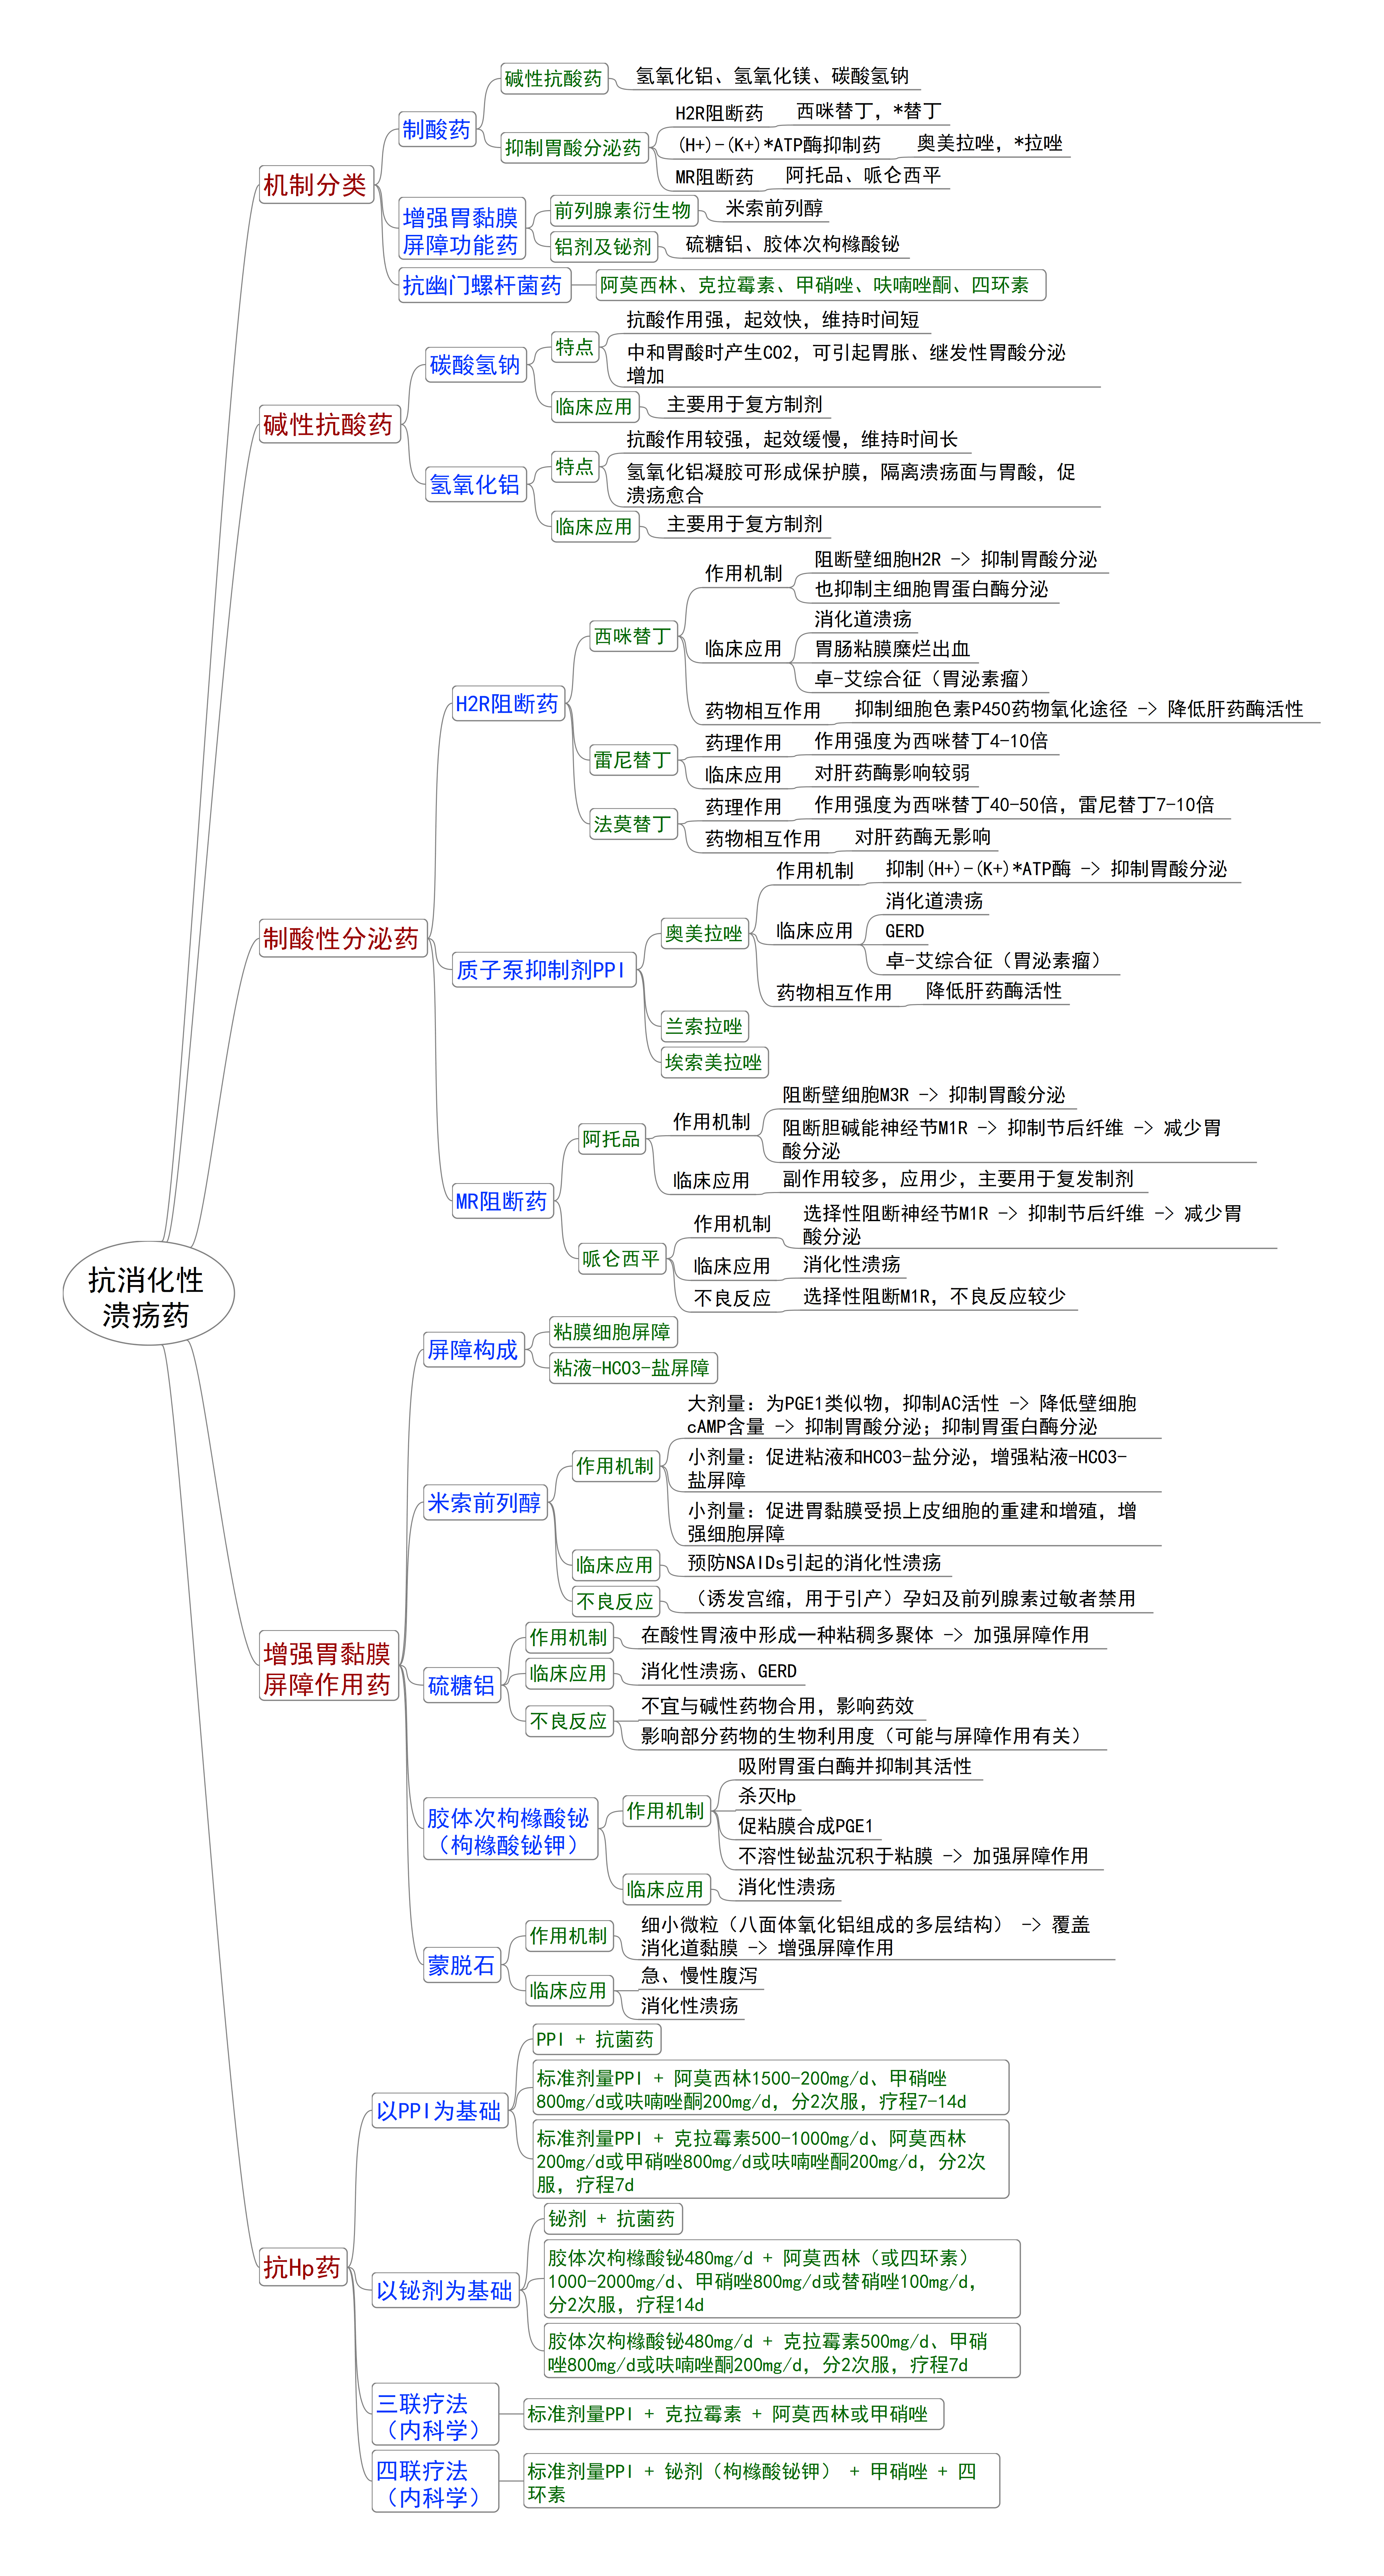 抗消化性
溃疡药
机制分类
制酸药
碱性抗酸药
氢氧化铝、氢氧化镁、碳酸氢钠
抑制胃酸分泌药
H2R阻断药
西咪替丁，*替丁
(H+)-(K+)*ATP酶抑制药
奥美拉唑，*拉唑
MR阻断药
阿托品、哌仑西平
增强胃黏膜
屏障功能药
前列腺素衍生物
米索前列醇
铝剂及铋剂
硫糖铝、胶体次枸橼酸铋
抗幽门螺杆菌药
阿莫西林、克拉霉素、甲硝唑、呋喃唑酮、四环素
碱性抗酸药
碳酸氢钠
特点
抗酸作用强，起效快，维持时间短
中和胃酸时产生CO2，可引起胃胀、继发性胃酸分泌
增加
临床应用
主要用于复方制剂
氢氧化铝
特点
抗酸作用较强，起效缓慢，维持时间长
氢氧化铝凝胶可形成保护膜，隔离溃疡面与胃酸，促
溃疡愈合
临床应用
主要用于复方制剂
制酸性分泌药
H2R阻断药
西咪替丁
作用机制
阻断壁细胞H2R -> 抑制胃酸分泌
也抑制主细胞胃蛋白酶分泌
临床应用
消化道溃疡
胃肠粘膜糜烂出血
卓-艾综合征（胃泌素瘤）
药物相互作用
抑制细胞色素P450药物氧化途径 -> 降低肝药酶活性
雷尼替丁
药理作用
作用强度为西咪替丁4-10倍
临床应用
对肝药酶影响较弱
法莫替丁
药理作用
作用强度为西咪替丁40-50倍，雷尼替丁7-10倍
药物相互作用
对肝药酶无影响
质子泵抑制剂PPI
奥美拉唑
作用机制
抑制(H+)-(K+)*ATP酶 -> 抑制胃酸分泌
临床应用
消化道溃疡
GERD
卓-艾综合征（胃泌素瘤）
药物相互作用
降低肝药酶活性
兰索拉唑
埃索美拉唑
MR阻断药
阿托品
作用机制
阻断壁细胞M3R -> 抑制胃酸分泌
阻断胆碱能神经节M1R -> 抑制节后纤维 -> 减少胃
酸分泌
临床应用
副作用较多，应用少，主要用于复发制剂
哌仑西平
作用机制
选择性阻断神经节M1R -> 抑制节后纤维 -> 减少胃
酸分泌
临床应用
消化性溃疡
不良反应
选择性阻断M1R，不良反应较少
增强胃黏膜
屏障作用药
屏障构成
粘膜细胞屏障
粘液-HCO3-盐屏障
米索前列醇
作用机制
大剂量：为PGE1类似物，抑制AC活性 -> 降低壁细胞
cAMP含量 -> 抑制胃酸分泌；抑制胃蛋白酶分泌
小剂量：促进粘液和HCO3-盐分泌，增强粘液-HCO3-
盐屏障
小剂量：促进胃黏膜受损上皮细胞的重建和增殖，增
强细胞屏障
临床应用
预防NSAIDs引起的消化性溃疡
不良反应
（诱发宫缩，用于引产）孕妇及前列腺素过敏者禁用
硫糖铝
作用机制
在酸性胃液中形成一种粘稠多聚体 -> 加强屏障作用
临床应用
消化性溃疡、GERD
不良反应
不宜与碱性药物合用，影响药效
影响部分药物的生物利用度（可能与屏障作用有关）
胶体次枸橼酸铋
（枸橼酸铋钾）
作用机制
吸附胃蛋白酶并抑制其活性
杀灭Hp
促粘膜合成PGE1
不溶性铋盐沉积于粘膜 -> 加强屏障作用
临床应用
消化性溃疡
蒙脱石
作用机制
细小微粒（八面体氧化铝组成的多层结构） -> 覆盖
消化道黏膜 -> 增强屏障作用
临床应用
急、慢性腹泻
消化性溃疡
抗Hp药
以PPI为基础
PPI + 抗菌药
标准剂量PPI + 阿莫西林1500-200mg/d、甲硝唑
800mg/d或呋喃唑酮200mg/d，分2次服，疗程7-14d
标准剂量PPI + 克拉霉素500-1000mg/d、阿莫西林
200mg/d或甲硝唑800mg/d或呋喃唑酮200mg/d，分2次
服，疗程7d
以铋剂为基础
铋剂 + 抗菌药
胶体次枸橼酸铋480mg/d + 阿莫西林（或四环素）
1000-2000mg/d、甲硝唑800mg/d或替硝唑100mg/d，
分2次服，疗程14d
胶体次枸橼酸铋480mg/d + 克拉霉素500mg/d、甲硝
唑800mg/d或呋喃唑酮200mg/d，分2次服，疗程7d
三联疗法
（内科学）
标准剂量PPI + 克拉霉素 + 阿莫西林或甲硝唑
四联疗法
（内科学）
标准剂量PPI + 铋剂（枸橼酸铋钾） + 甲硝唑 + 四
环素